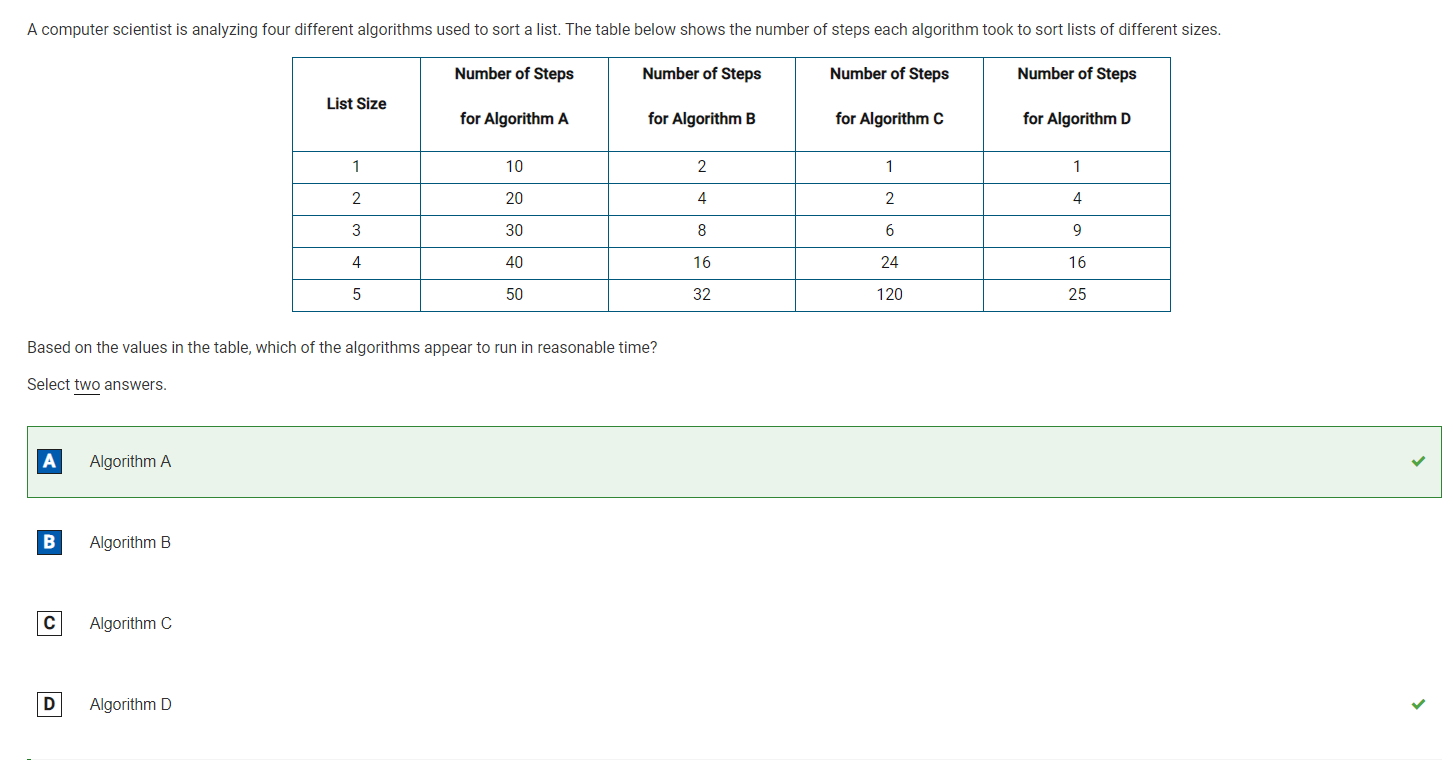 A computer scientist is analyzing four different algorithms used to sort a list. The table below shows the number of steps each algorithm took to sort lists of different sizes.
List Size Number of Steps for Algorithm A Number of Steps for Algorithm B Number of Steps for Algorithm C Number of Steps for Algorithm D
1 10 2 1 1
2 20 4 2 4
3 30 8 6 9
4 40 16 24 16
5 50 32 120 25
Based on the values in the table, which of the algorithms appear to run in reasonable time?
Select two answers.
A Algorithm A
B Algorithm B
C Algorithm C
D Algorithm D